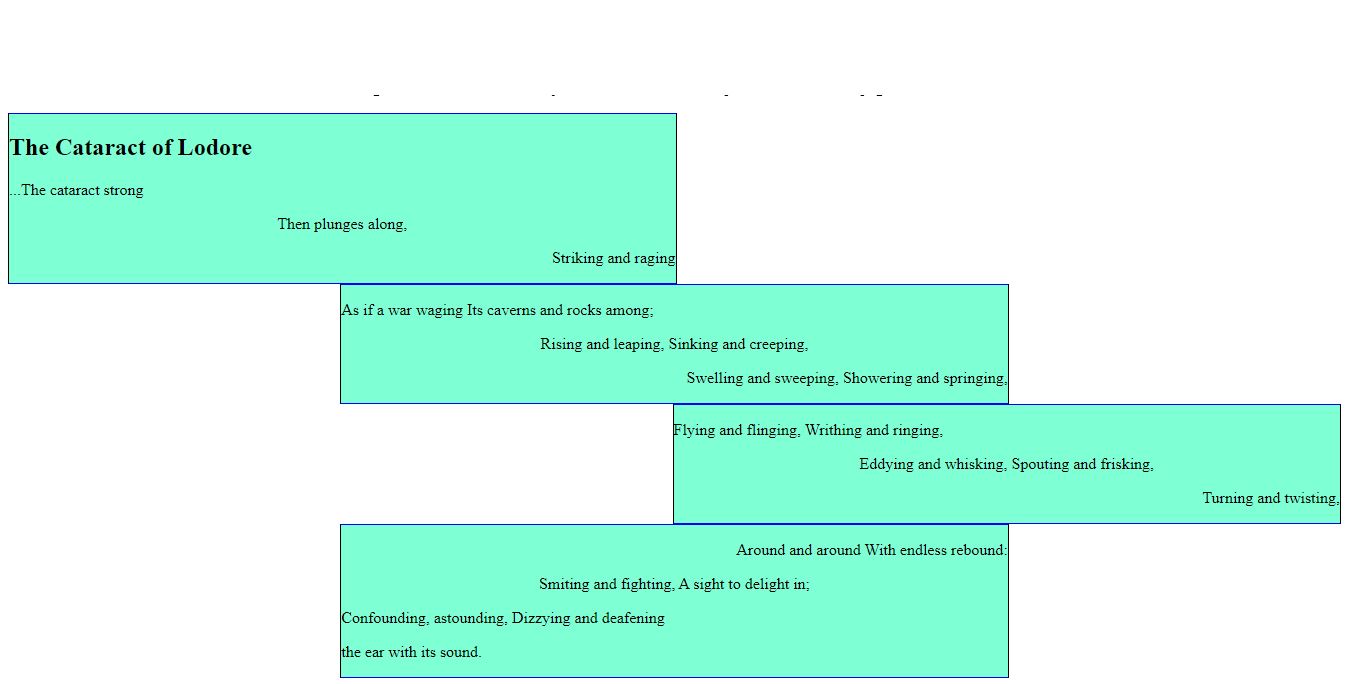 The Cataract of Lodore
...The cataract strong
Then plunges along,
Striking and raging
As if a war waging Its caverns and rocks among;
Rising and leaping, Sinking and creeping,
Swelling and sweeping, Showering and springing,
Flying and flinging, Writhing and ringing,
Eddying and whisking, Spouting and frisking,
Turning and twisting,
Around and around With endless rebound:
Smiting and fighting, A sight to delight in;
Confounding, astounding, Dizzying and deafening
the ear with its sound.